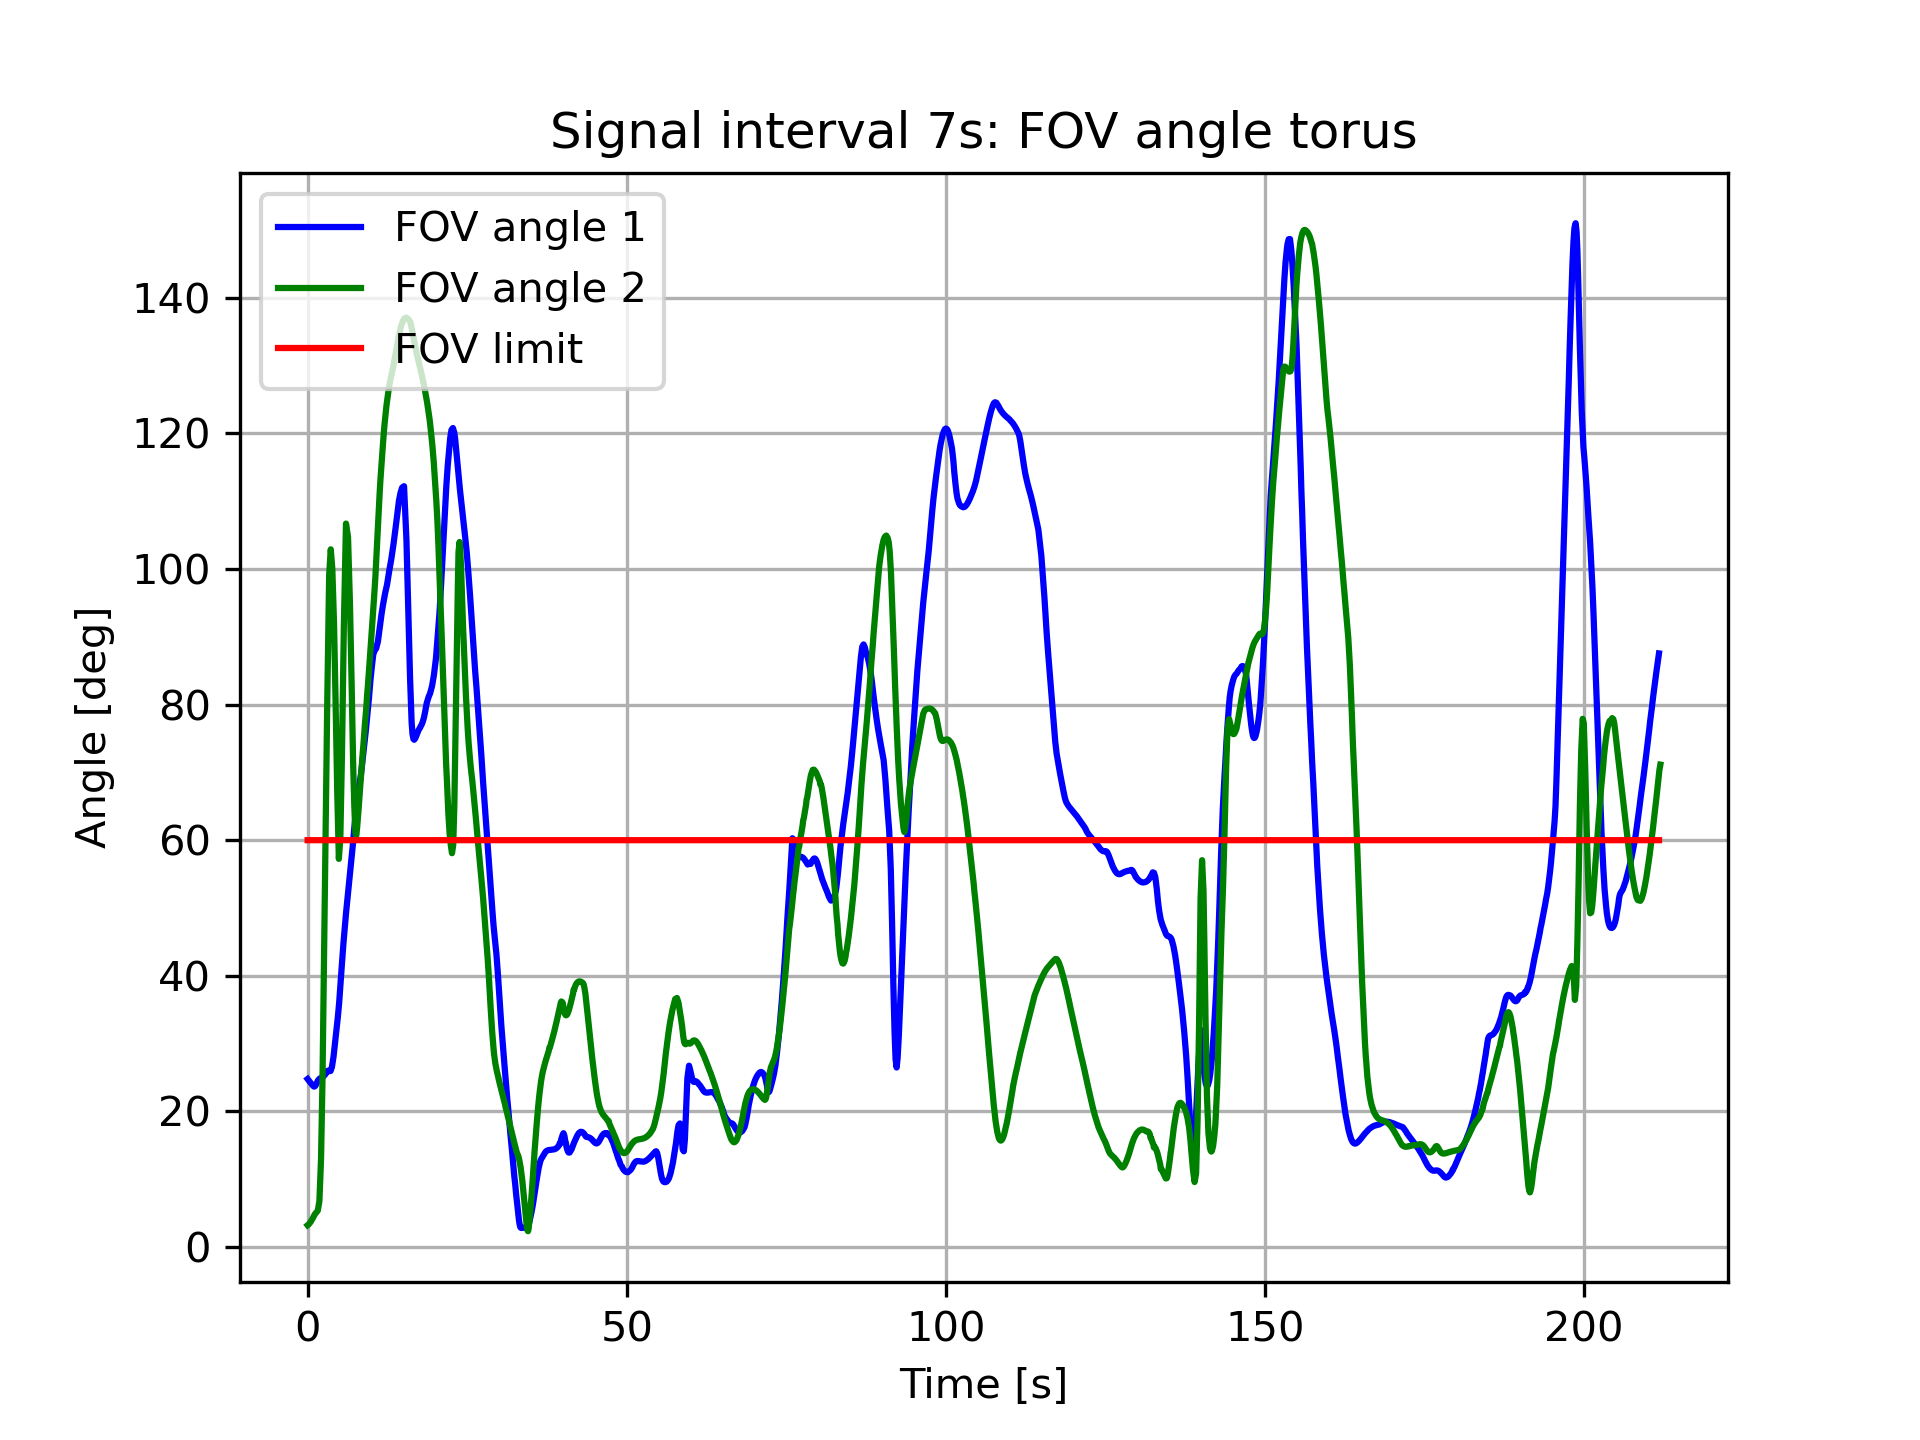 Signal interval 7s: FOV angle torus
FOV angle 1
FOV angle 2
FOV limit
140
120
100
80
60
40
20
0
Angle [deg]
0 50 100 150 200
Time [s]